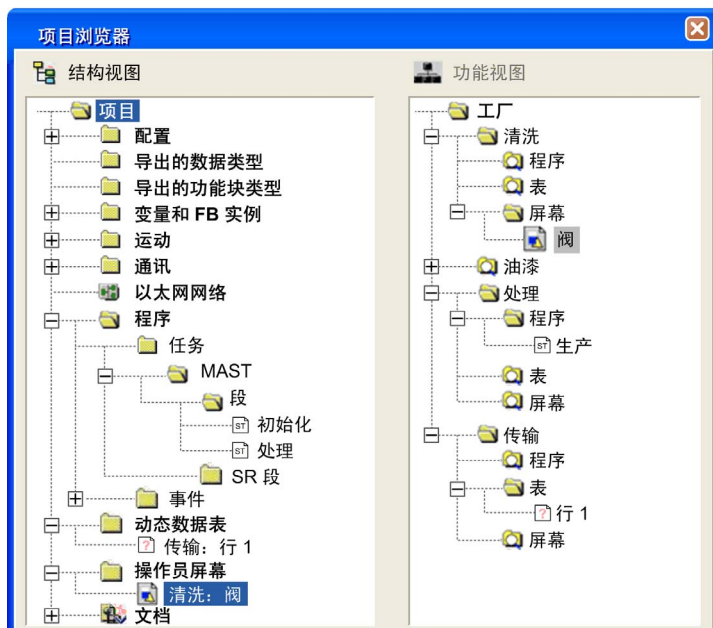 项目浏览器
结构视图
项目
配置
导出的数据类型
导出的功能块类型
变量和 FB 实例
运动
通讯
以太网网络
程序
任务
MAST
段
ST 初始化
ST 处理
SR 段
事件
动态数据表
? 传输：行 1
操作员屏幕
清洗：阀
文档
功能视图
工厂
清洗
程序
表
屏幕
阀
油漆
处理
程序
ST 生产
表
屏幕
传输
程序
表
? 行 1
屏幕